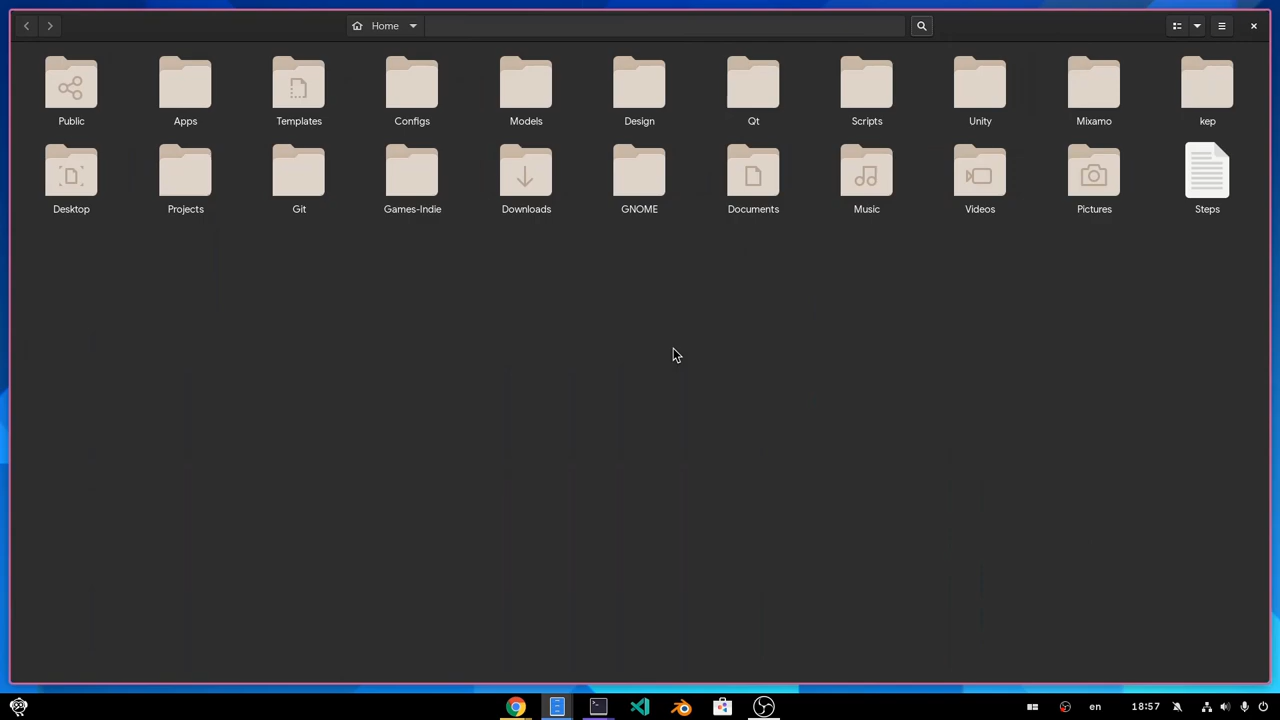 Home
Public Apps Templates Configs Models Design Qt Scripts Unity Mixamo kep
Desktop Projects Git Games-Indie Downloads GNOME Documents Music Videos Pictures Steps
en 18:57